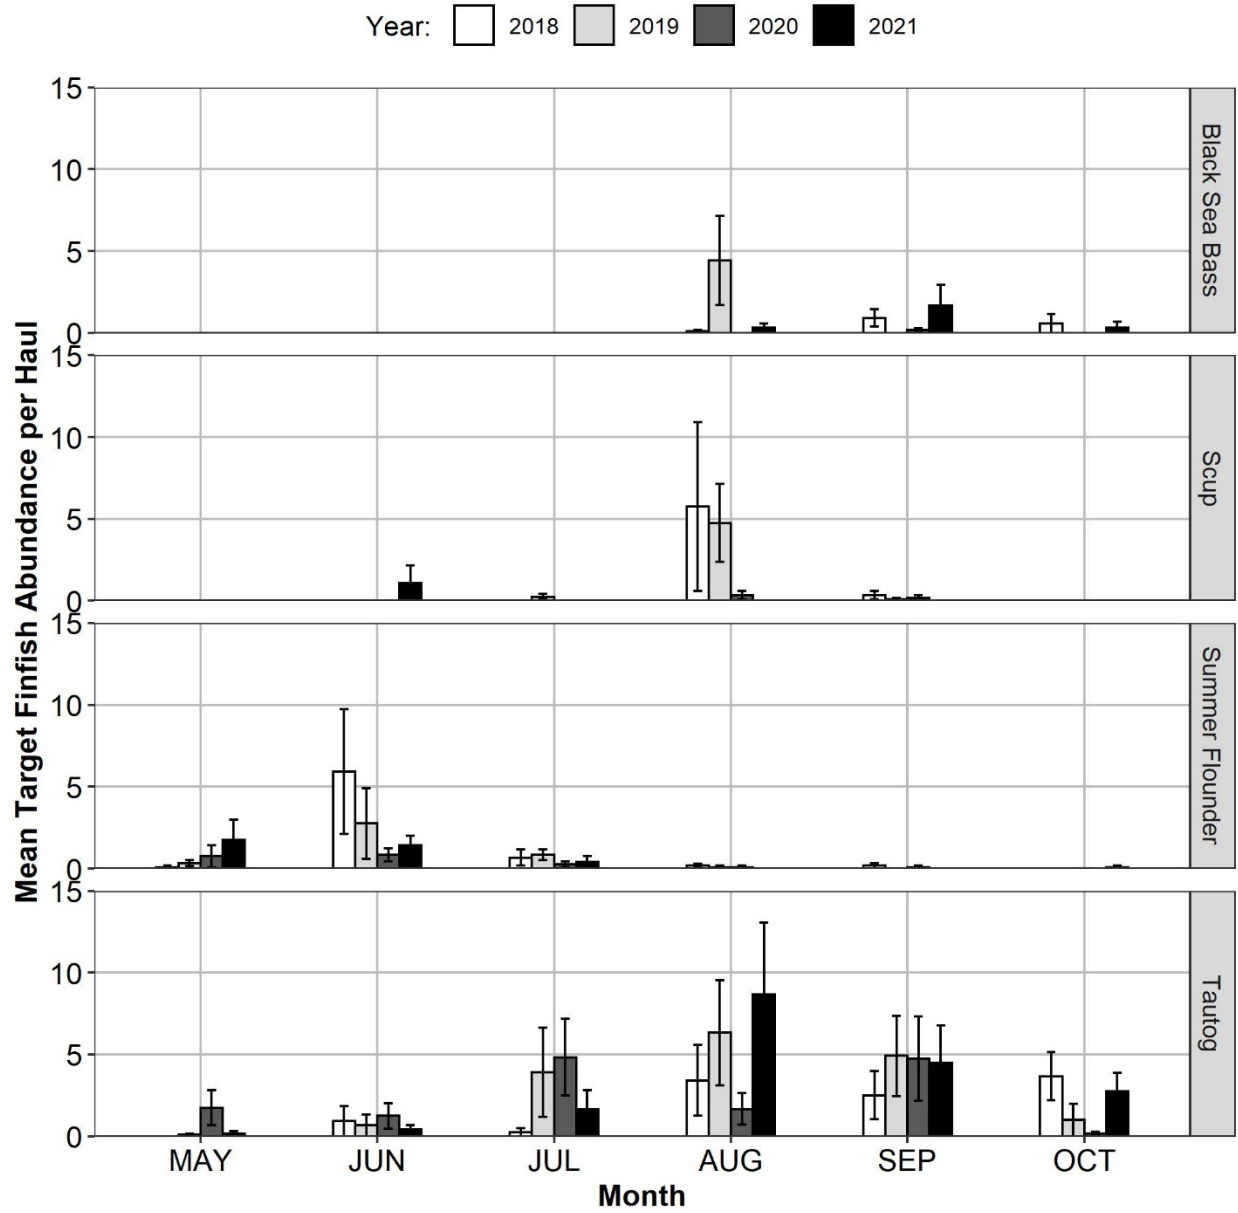 Year: 2018 2019 2020 2021
Mean Target Finfish Abundance per Haul
15
10
5
0
Black Sea Bass
15
10
5
0
Scup
15
10
5
0
Summer Flounder
15
10
5
0
Tautog
MAY JUN JUL AUG SEP OCT
Month